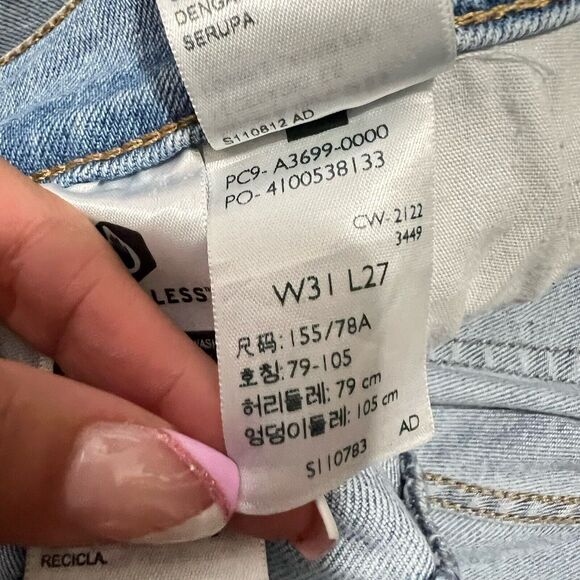 SERUPA
S110812 AD
PC9- A3699-0000
PO- 4100538133
CW- 2122
3449
LESS™
W31 L27
尺码: 155/78A
호칭: 79-105
허리둘레: 79 cm
엉덩이둘레: 105 cm
S110783 AD
RECICLA.